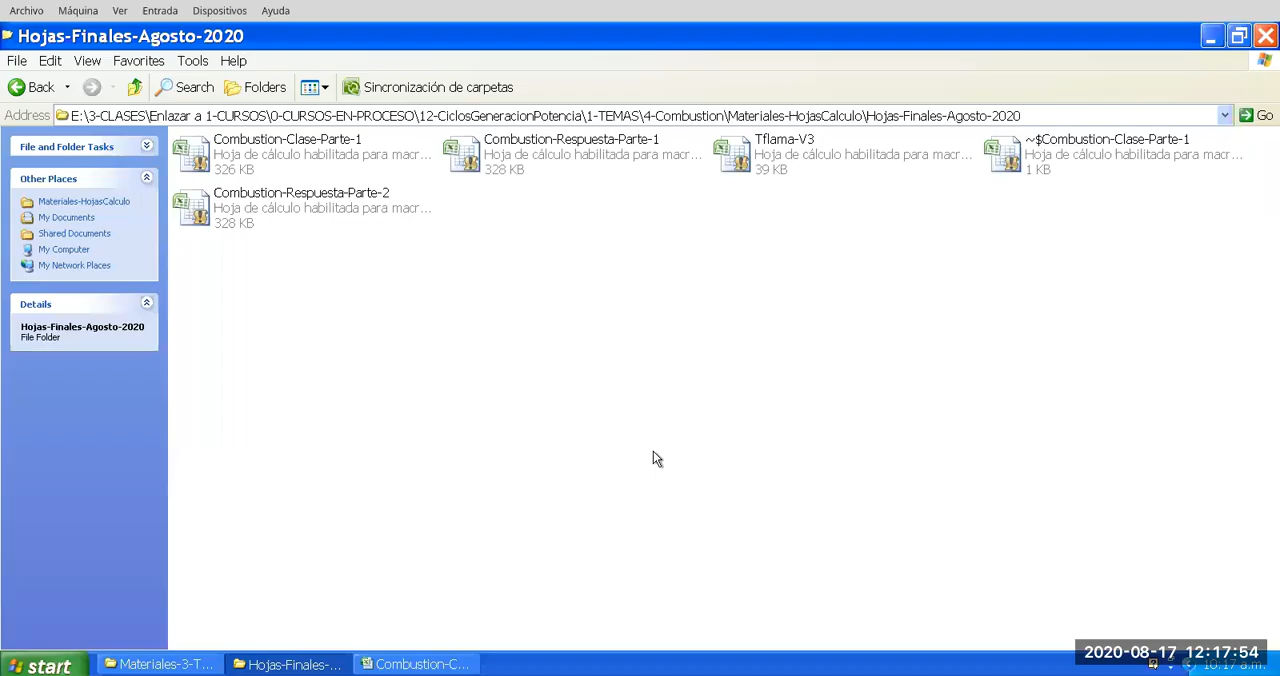 Archivo Máquina Ver Entrada Dispositivos Ayuda
Hojas-Finales-Agosto-2020
File Edit View Favorites Tools Help
Back Search Folders Sincronización de carpetas
Address E:\3-CLASES\Enlazar a 1-CURSOS\0-CURSOS-EN-PROCESO\12-CiclosGeneracionPotencia\1-TEMAS\4-Combustion\Materiales-HojasCalculo\Hojas-Finales-Agosto-2020 Go
File and Folder Tasks
Other Places
Materiales-HojasCalculo
My Documents
Shared Documents
My Computer
My Network Places
Details
Hojas-Finales-Agosto-2020
File Folder
Combustion-Clase-Parte-1
Hoja de cálculo habilitada para macr...
326 KB
Combustion-Respuesta-Parte-1
Hoja de cálculo habilitada para macr...
328 KB
Tflama-V3
Hoja de cálculo habilitada para macr...
39 KB
~$Combustion-Clase-Parte-1
Hoja de cálculo habilitada para macr...
1 KB
Combustion-Respuesta-Parte-2
Hoja de cálculo habilitada para macr...
328 KB
start Materiales-3-T... Hojas-Finales-... Combustion-C...
2020-08-17 12:17:54
10:17 a.m.